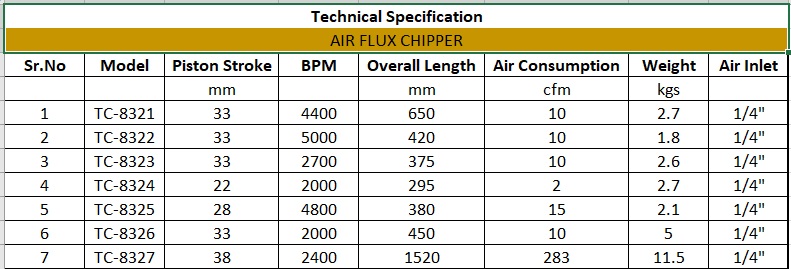 Technical Specification
AIR FLUX CHIPPER
Sr.No Model Piston Stroke BPM Overall Length Air Consumption Weight Air Inlet
mm mm cfm kgs
1 TC-8321 33 4400 650 10 2.7 1/4"
2 TC-8322 33 5000 420 10 1.8 1/4"
3 TC-8323 33 2700 375 10 2.6 1/4"
4 TC-8324 22 2000 295 2 2.7 1/4"
5 TC-8325 28 4800 380 15 2.1 1/4"
6 TC-8326 33 2000 450 10 5 1/4"
7 TC-8327 38 2400 1520 283 11.5 1/4"